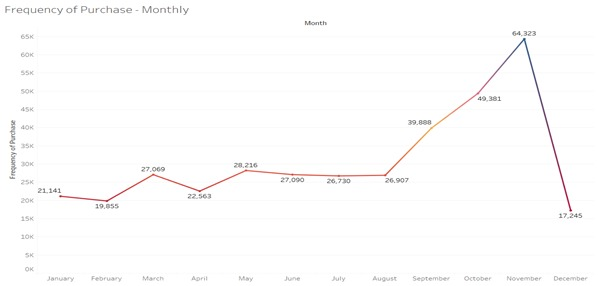 Frequency of Purchase - Monthly
Month
Frequency of Purchase
65K
60K
55K
50K
45K
40K
35K
30K
25K
20K
15K
10K
5K
0K
21,141
19,855
27,069
22,563
28,216
27,090
26,730
26,907
39,888
49,381
64,323
17,245
January February March April May June July August September October November December